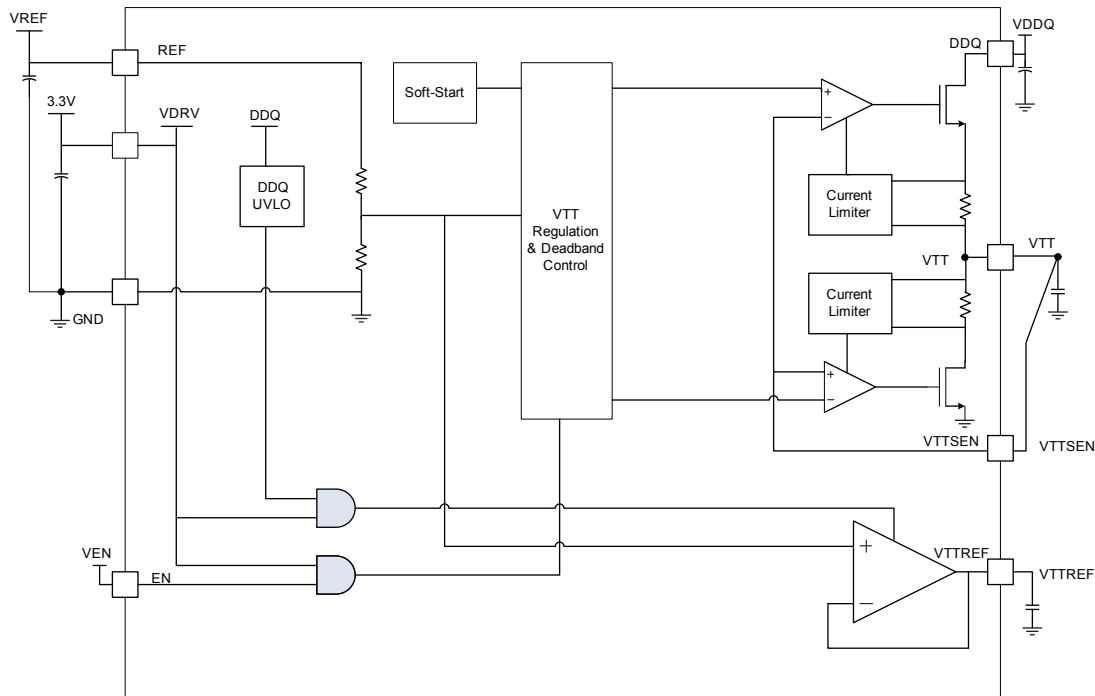 VREF
REF
3.3V
VDRV
DDQ
DDQ
UVLO
Soft-Start
VTT
Regulation
& Deadband
Control
+
−
DDQ
VDDQ
Current
Limiter
VTT
VTT
Current
Limiter
+
−
GND
VTTSEN
VTTSEN
VEN
EN
+
−
VTTREF
VTTREF